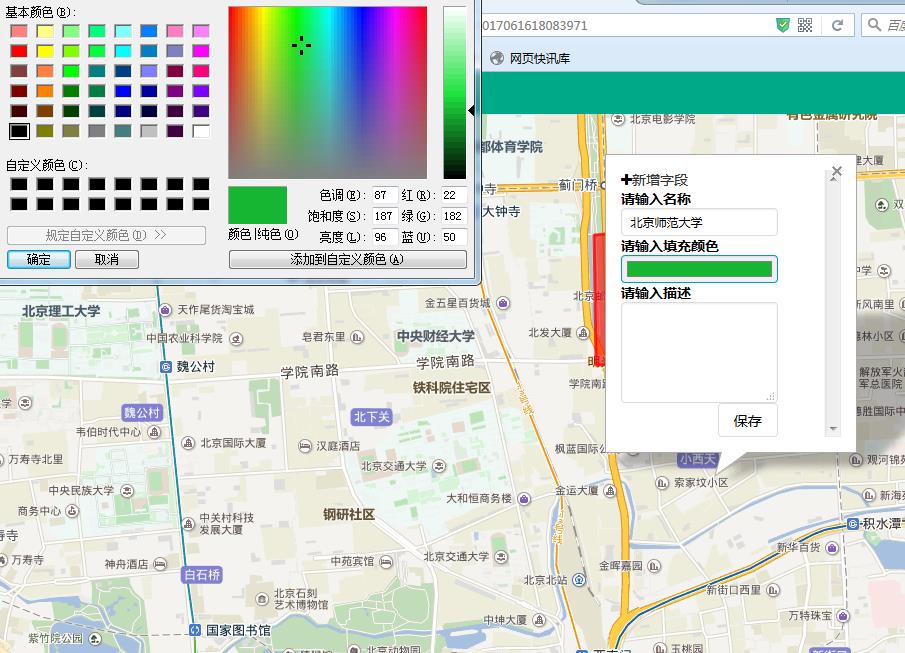 基本颜色(B):
自定义颜色(C):
规定自定义颜色(D) >>
确定
取消
颜色|纯色(O)
色调(E): 87
饱和度(S): 187
亮度(L): 96
红(R): 22
绿(G): 182
蓝(U): 50
添加到自定义颜色(A)
017061618083971
网页快讯库
北京电影学院
有色金属研究院
都体育学院
蓟门桥
大钟寺
✚新增字段
请输入名称
北京师范大学
请输入填充颜色
请输入描述
保存
北京理工大学
天作尾货淘宝城
金五星百货城
中国农业科学院
皂君东里
中央财经大学
北发大厦
魏公村
学院南路
学院南路
铁科院住宅区
魏公村
北下关
韦伯时代中心
北京国际大厦
汉庭酒店
枫蓝国际
万寿寺北里
北京交通大学
小西天
索家坟小区
观河锦苑
中央民族大学
大和恒商务楼
金运大厦
商务中心
中关村科技
发展大厦
钢研社区
积水潭
新华百货
万寿寺
神舟酒店
中苑宾馆
北京交通大学
白石桥
北京北站
金晖嘉园
北京石刻
艺术博物馆
新街口西里
中坤大厦
万特珠宝
紫竹院公园
国家图书馆
北京动物园
玉桃园
新风南里
解放军火
军总医院
德胜国际中